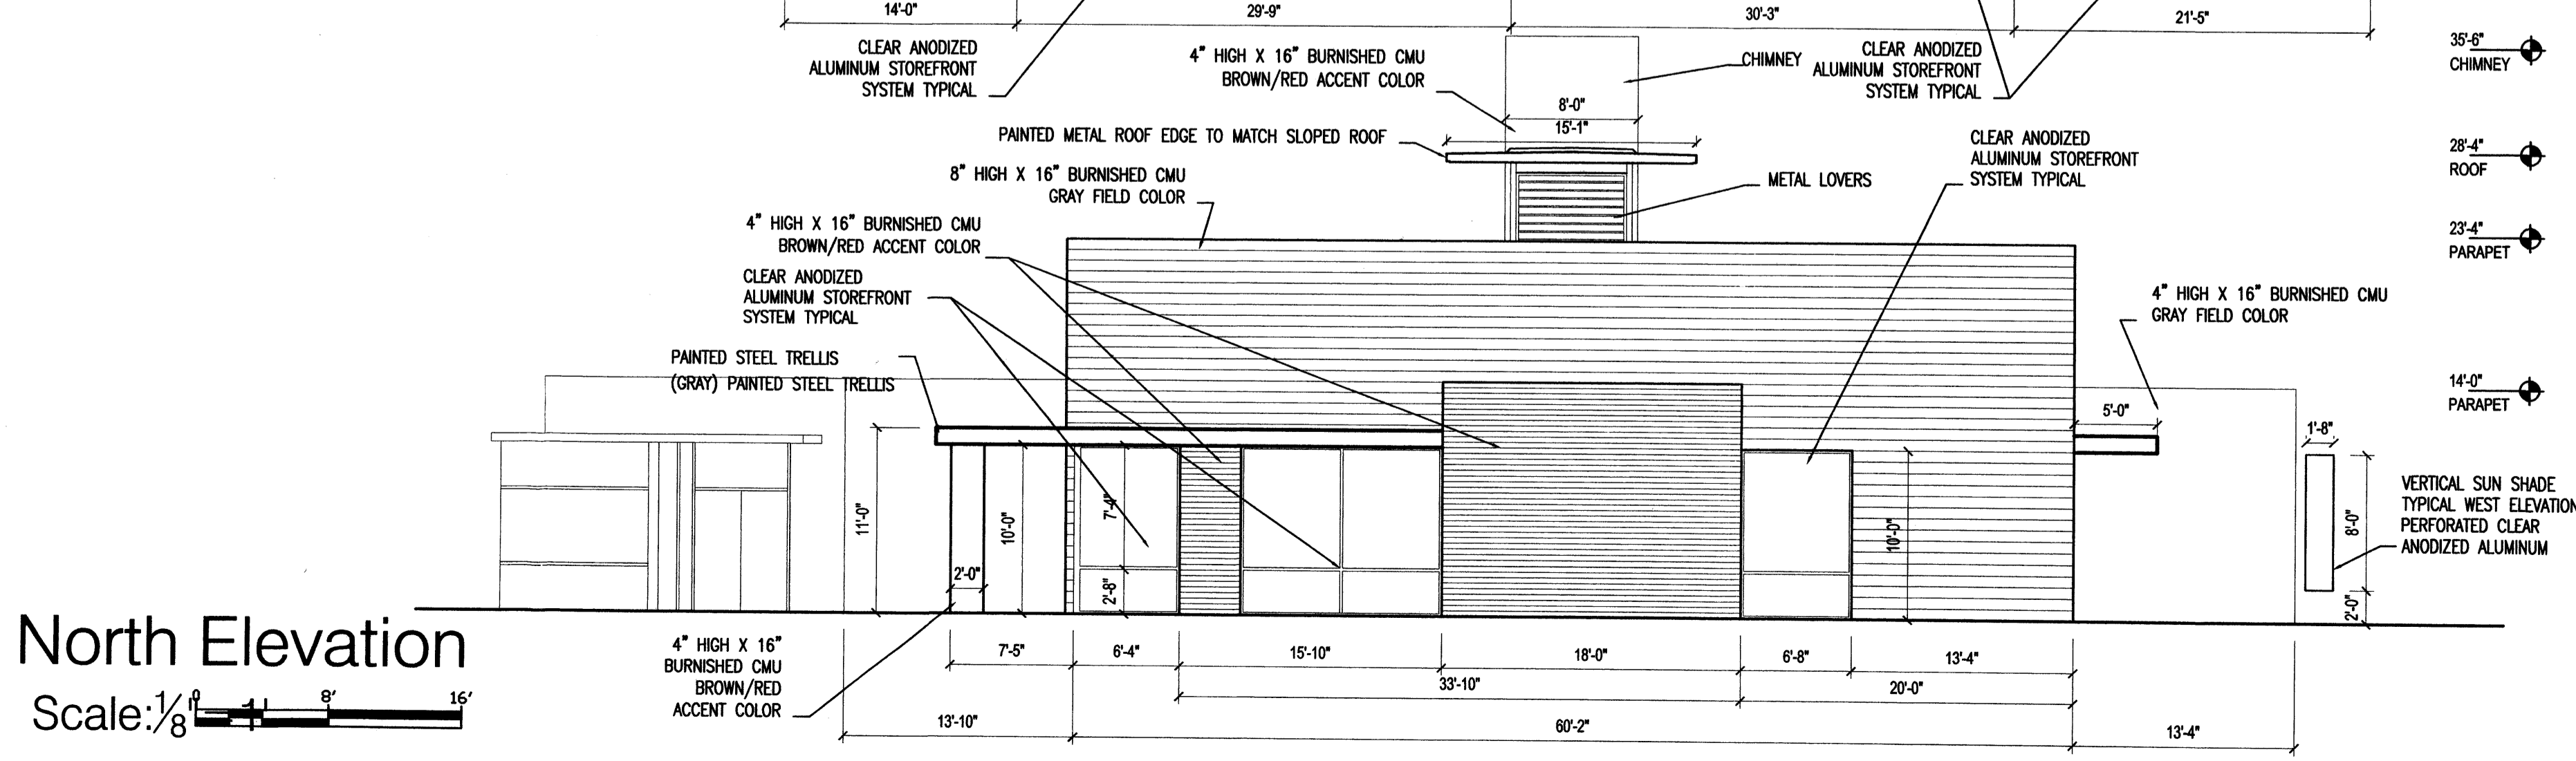 14'-0"
29'-9"
30'-3"
21'-5"
CLEAR ANODIZED
ALUMINUM STOREFRONT
SYSTEM TYPICAL
4" HIGH X 16" BURNISHED CMU
BROWN/RED ACCENT COLOR
CHIMNEY
CLEAR ANODIZED
ALUMINUM STOREFRONT
SYSTEM TYPICAL
35'-6"
CHIMNEY
8'-0"
15'-1"
PAINTED METAL ROOF EDGE TO MATCH SLOPED ROOF
CLEAR ANODIZED
ALUMINUM STOREFRONT
SYSTEM TYPICAL
28'-4"
ROOF
8" HIGH X 16" BURNISHED CMU
GRAY FIELD COLOR
METAL LOVERS
4" HIGH X 16" BURNISHED CMU
BROWN/RED ACCENT COLOR
23'-4"
PARAPET
CLEAR ANODIZED
ALUMINUM STOREFRONT
SYSTEM TYPICAL
4" HIGH X 16" BURNISHED CMU
GRAY FIELD COLOR
PAINTED STEEL TRELLIS
(GRAY) PAINTED STEEL TRELLIS
14'-0"
PARAPET
5'-0"
1'-8"
11'-0"
10'-0"
7'-4"
10'-0"
8'-0"
VERTICAL SUN SHADE
TYPICAL WEST ELEVATION
PERFORATED CLEAR
ANODIZED ALUMINUM
2'-0"
2'-8"
2'-0"
North Elevation
Scale:1/8"
0
8'
16'
4" HIGH X 16"
BURNISHED CMU
BROWN/RED
ACCENT COLOR
7'-5"
6'-4"
15'-10"
18'-0"
6'-8"
13'-4"
33'-10"
20'-0"
13'-10"
60'-2"
13'-4"